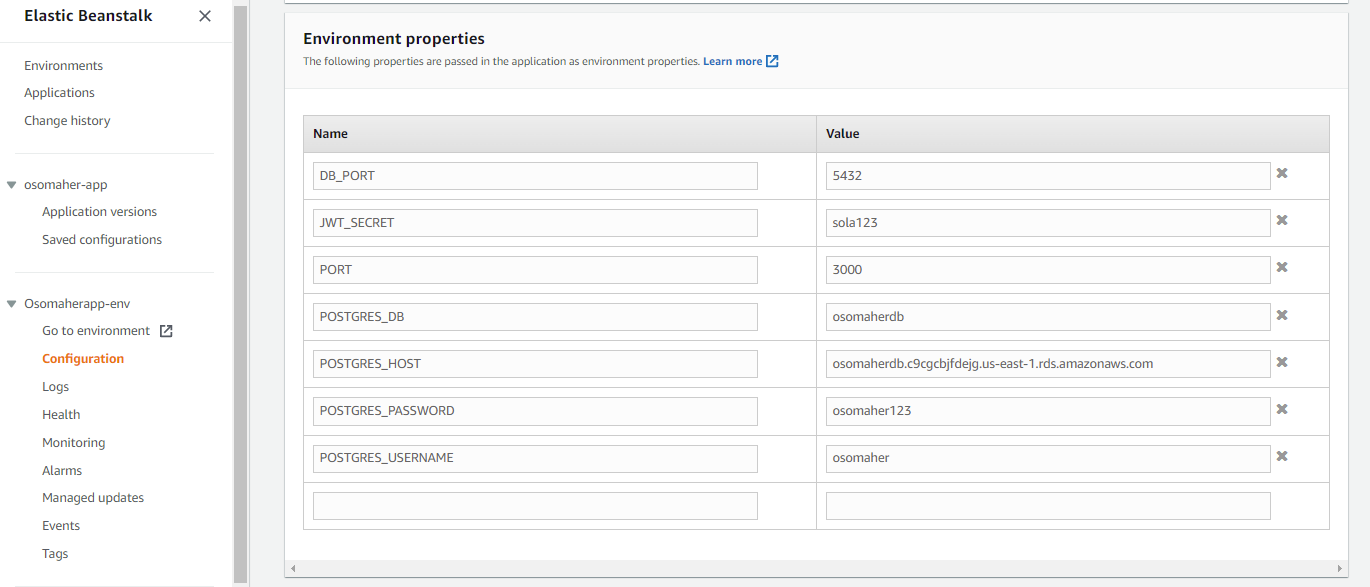 Elastic Beanstalk
Environments
Applications
Change history
osomaher-app
Application versions
Saved configurations
Osomaherapp-env
Go to environment
Configuration
Logs
Health
Monitoring
Alarms
Managed updates
Events
Tags
Environment properties
The following properties are passed in the application as environment properties. Learn more
Name Value
DB_PORT 5432
JWT_SECRET sola123
PORT 3000
POSTGRES_DB osomaherdb
POSTGRES_HOST osomaherdb.c9cgcbjfdejg.us-east-1.rds.amazonaws.com
POSTGRES_PASSWORD osomaher123
POSTGRES_USERNAME osomaher